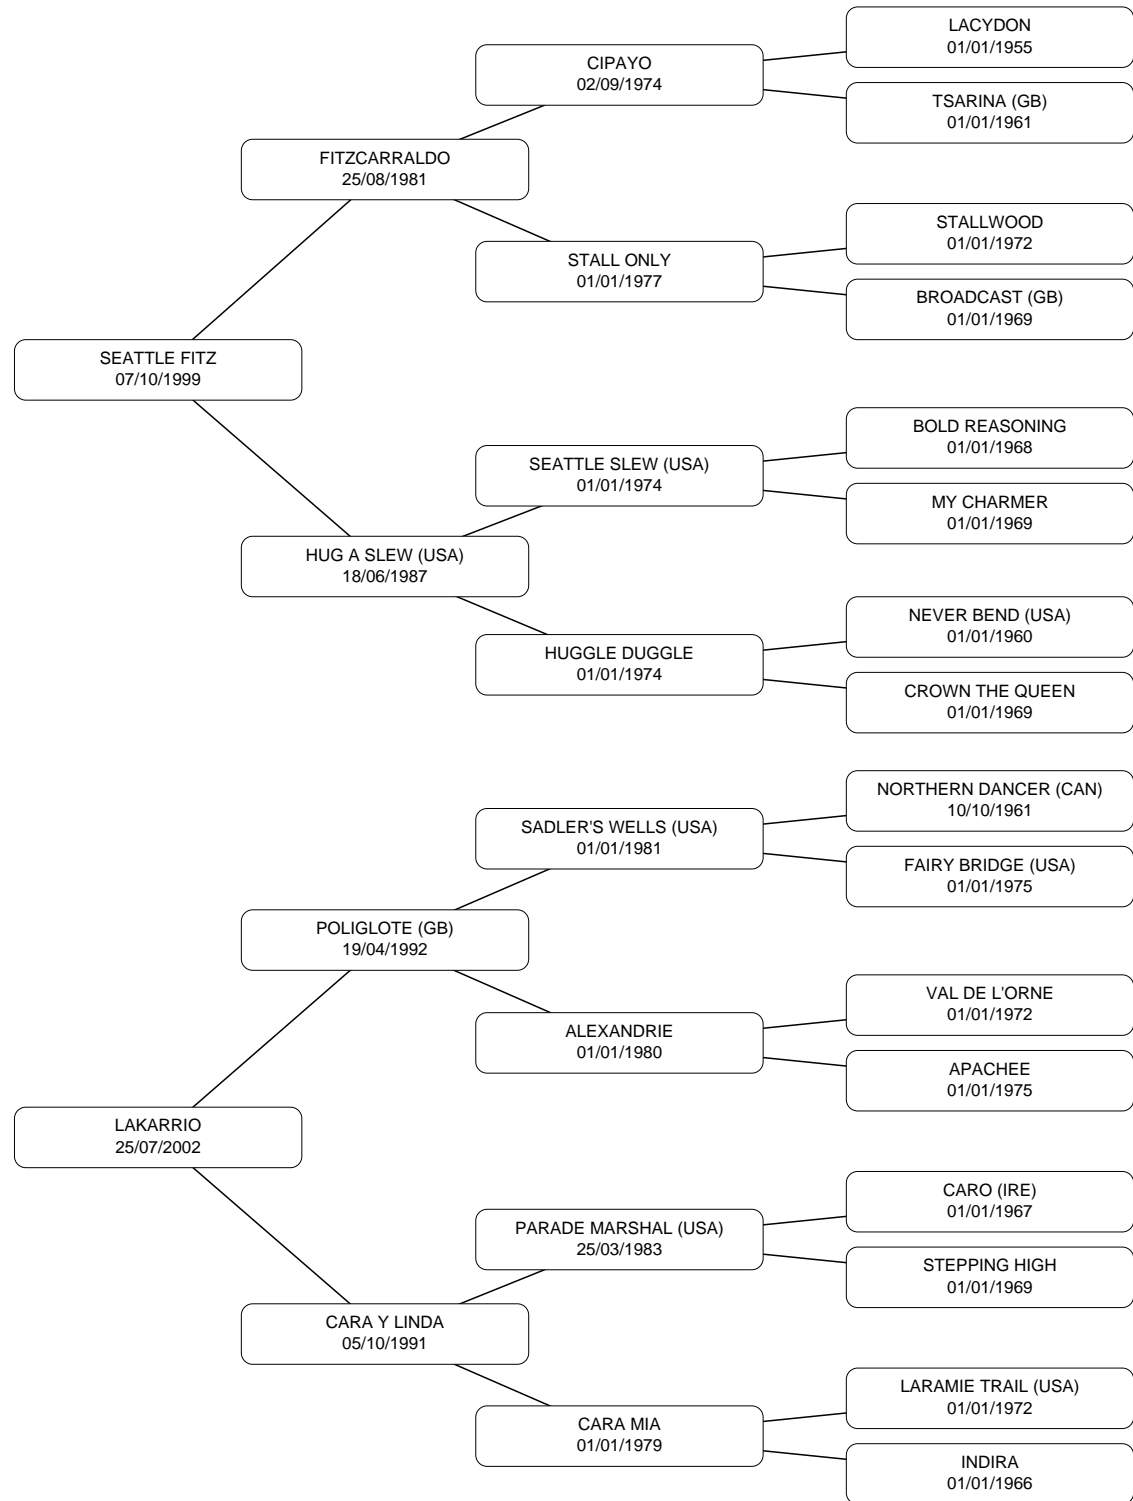 LACYDON
01/01/1955
CIPAYO
02/09/1974
TSARINA (GB)
01/01/1961
FITZCARRALDO
25/08/1981
STALLWOOD
01/01/1972
STALL ONLY
01/01/1977
BROADCAST (GB)
01/01/1969
SEATTLE FITZ
07/10/1999
BOLD REASONING
01/01/1968
SEATTLE SLEW (USA)
01/01/1974
MY CHARMER
01/01/1969
HUG A SLEW (USA)
18/06/1987
NEVER BEND (USA)
01/01/1960
HUGGLE DUGGLE
01/01/1974
CROWN THE QUEEN
01/01/1969
NORTHERN DANCER (CAN)
10/10/1961
SADLER'S WELLS (USA)
01/01/1981
FAIRY BRIDGE (USA)
01/01/1975
POLIGLOTE (GB)
19/04/1992
VAL DE L'ORNE
01/01/1972
ALEXANDRIE
01/01/1980
APACHEE
01/01/1975
LAKARRIO
25/07/2002
CARO (IRE)
01/01/1967
PARADE MARSHAL (USA)
25/03/1983
STEPPING HIGH
01/01/1969
CARA Y LINDA
05/10/1991
LARAMIE TRAIL (USA)
01/01/1972
CARA MIA
01/01/1979
INDIRA
01/01/1966